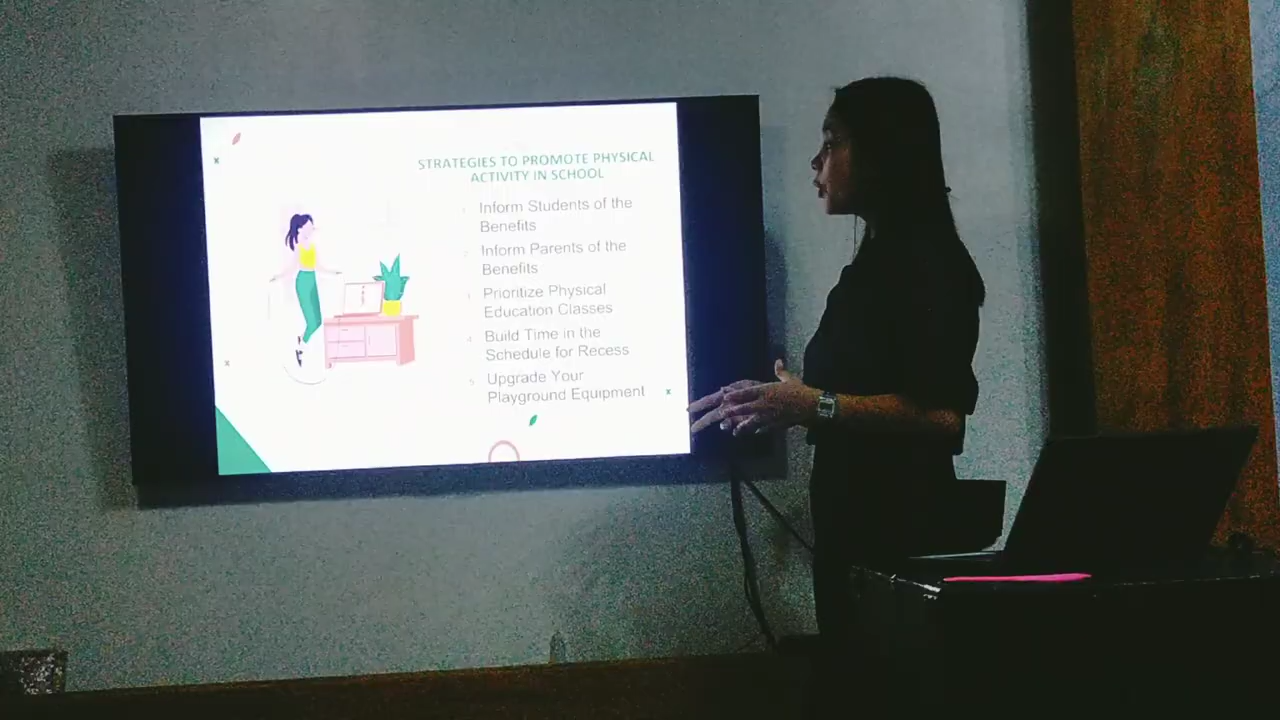 STRATEGIES TO PROMOTE PHYSICAL
ACTIVITY IN SCHOOL
Inform Students of the
Benefits
Inform Parents of the
Benefits
Prioritize Physical
Education Classes
Build Time in the
Schedule for Recess
Upgrade Your
Playground Equipment